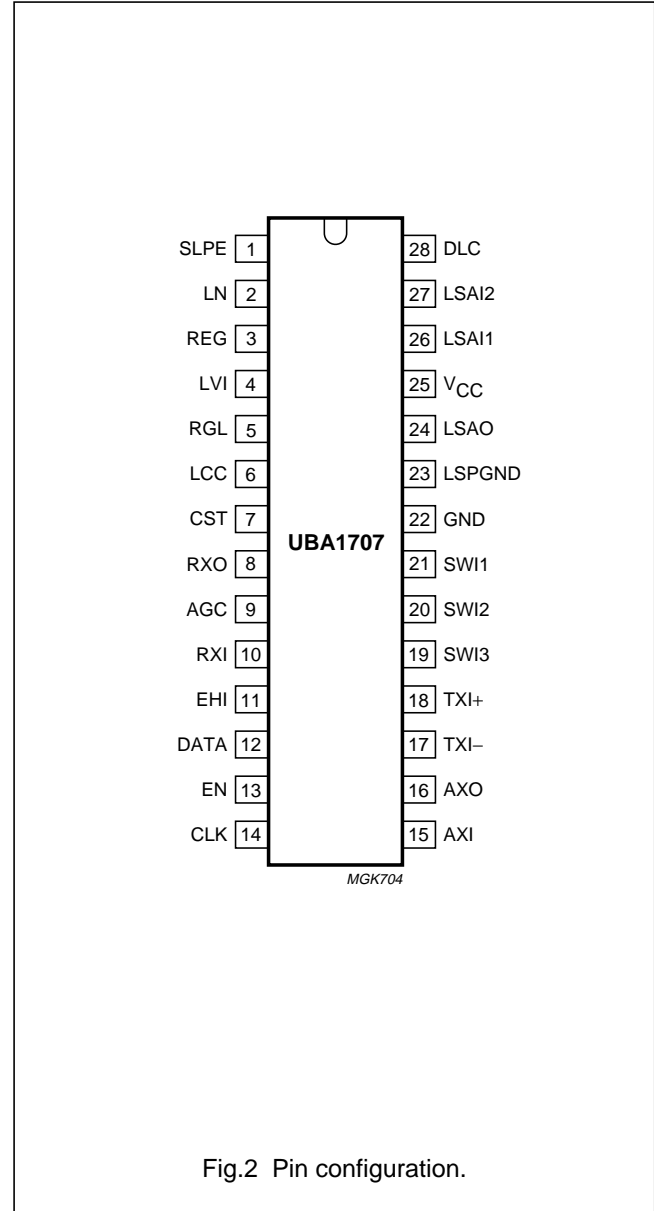 SLPE 1 28 DLC
LN 2 27 LSAI2
REG 3 26 LSAI1
LVI 4 25 VCC
RGL 5 24 LSAO
LCC 6 23 LSPGND
CST 7 22 GND
UBA1707
RXO 8 21 SWI1
AGC 9 20 SWI2
RXI 10 19 SWI3
EHI 11 18 TXI+
DATA 12 17 TXI−
EN 13 16 AXO
CLK 14 15 AXI
MGK704
Fig.2 Pin configuration.